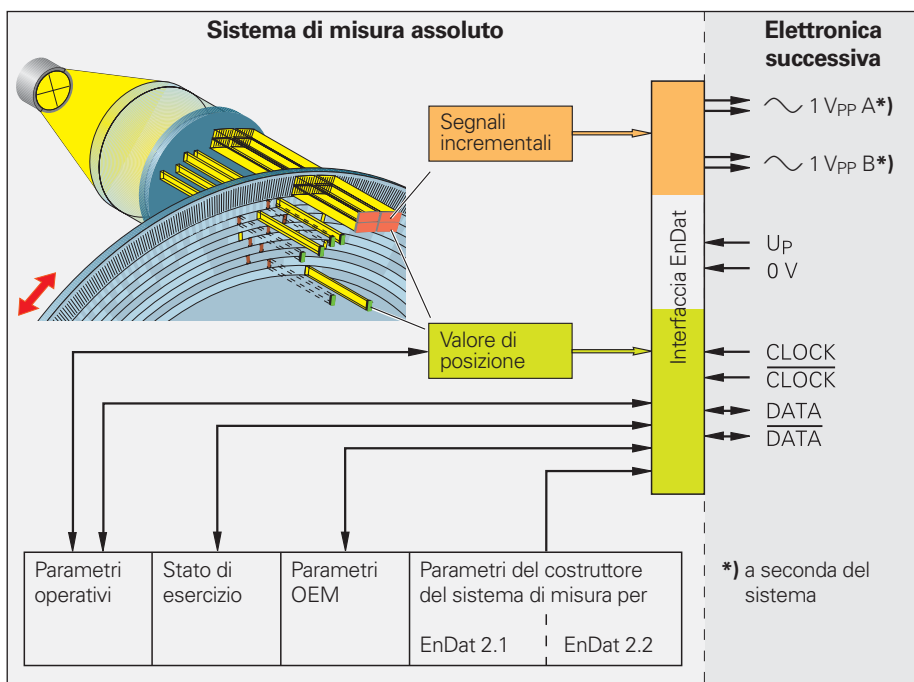 Sistema di misura assoluto
Elettronica
successiva
Segnali
incrementali
1 VPP A*)
1 VPP B*)
UP
0 V
Interfaccia EnDat
Valore di
posizione
CLOCK
CLOCK
DATA
DATA
Parametri
operativi
Stato di
esercizio
Parametri
OEM
Parametri del costruttore
del sistema di misura per
EnDat 2.1
EnDat 2.2
*) a seconda del
sistema